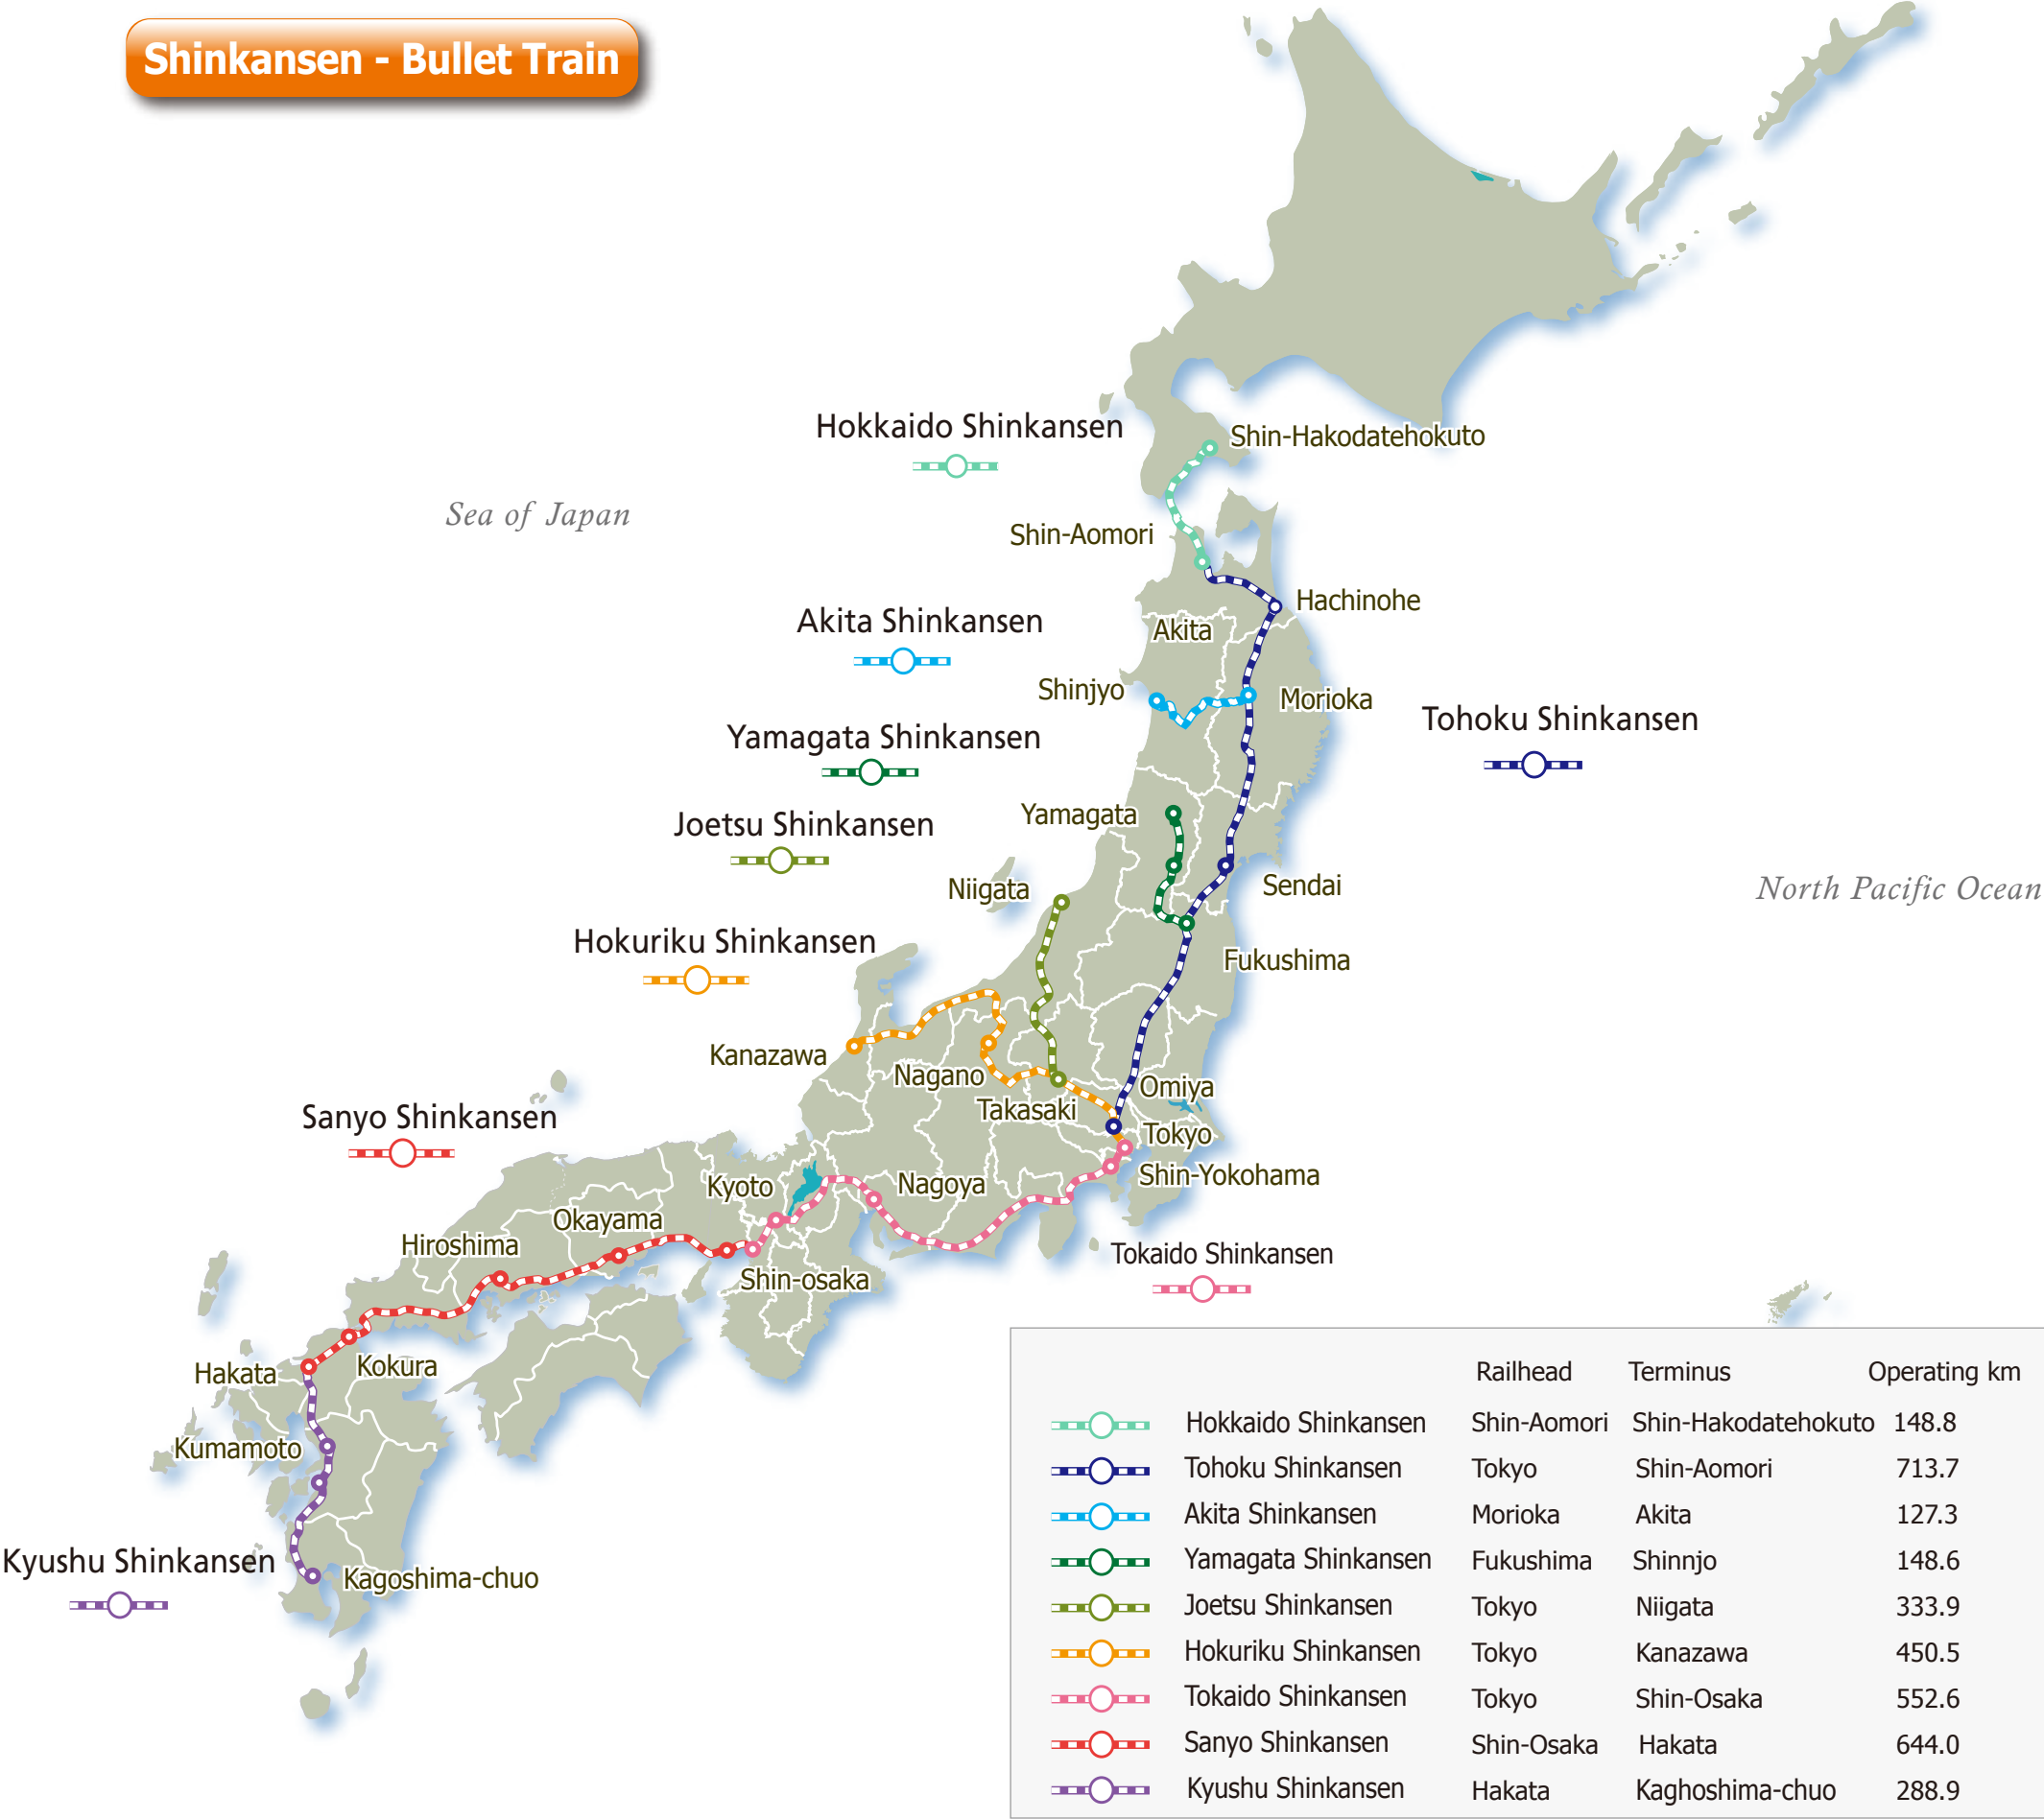 Shinkansen - Bullet Train
Hokkaido Shinkansen
Shin-Hakodatehokuto
Sea of Japan
Shin-Aomori
Hachinohe
Akita Shinkansen
Akita
Shinjyo
Morioka
Tohoku Shinkansen
Yamagata Shinkansen
Yamagata
Joetsu Shinkansen
Niigata
Sendai
North Pacific Ocean
Hokuriku Shinkansen
Fukushima
Kanazawa
Nagano
Omiya
Takasaki
Sanyo Shinkansen
Tokyo
Shin-Yokohama
Kyoto
Nagoya
Okayama
Hiroshima
Tokaido Shinkansen
Shin-osaka
Hakata
Kokura
Kumamoto
Kyushu Shinkansen
Kagoshima-chuo
Railhead Terminus Operating km
Hokkaido Shinkansen Shin-Aomori Shin-Hakodatehokuto 148.8
Tohoku Shinkansen Tokyo Shin-Aomori 713.7
Akita Shinkansen Morioka Akita 127.3
Yamagata Shinkansen Fukushima Shinnjo 148.6
Joetsu Shinkansen Tokyo Niigata 333.9
Hokuriku Shinkansen Tokyo Kanazawa 450.5
Tokaido Shinkansen Tokyo Shin-Osaka 552.6
Sanyo Shinkansen Shin-Osaka Hakata 644.0
Kyushu Shinkansen Hakata Kaghoshima-chuo 288.9